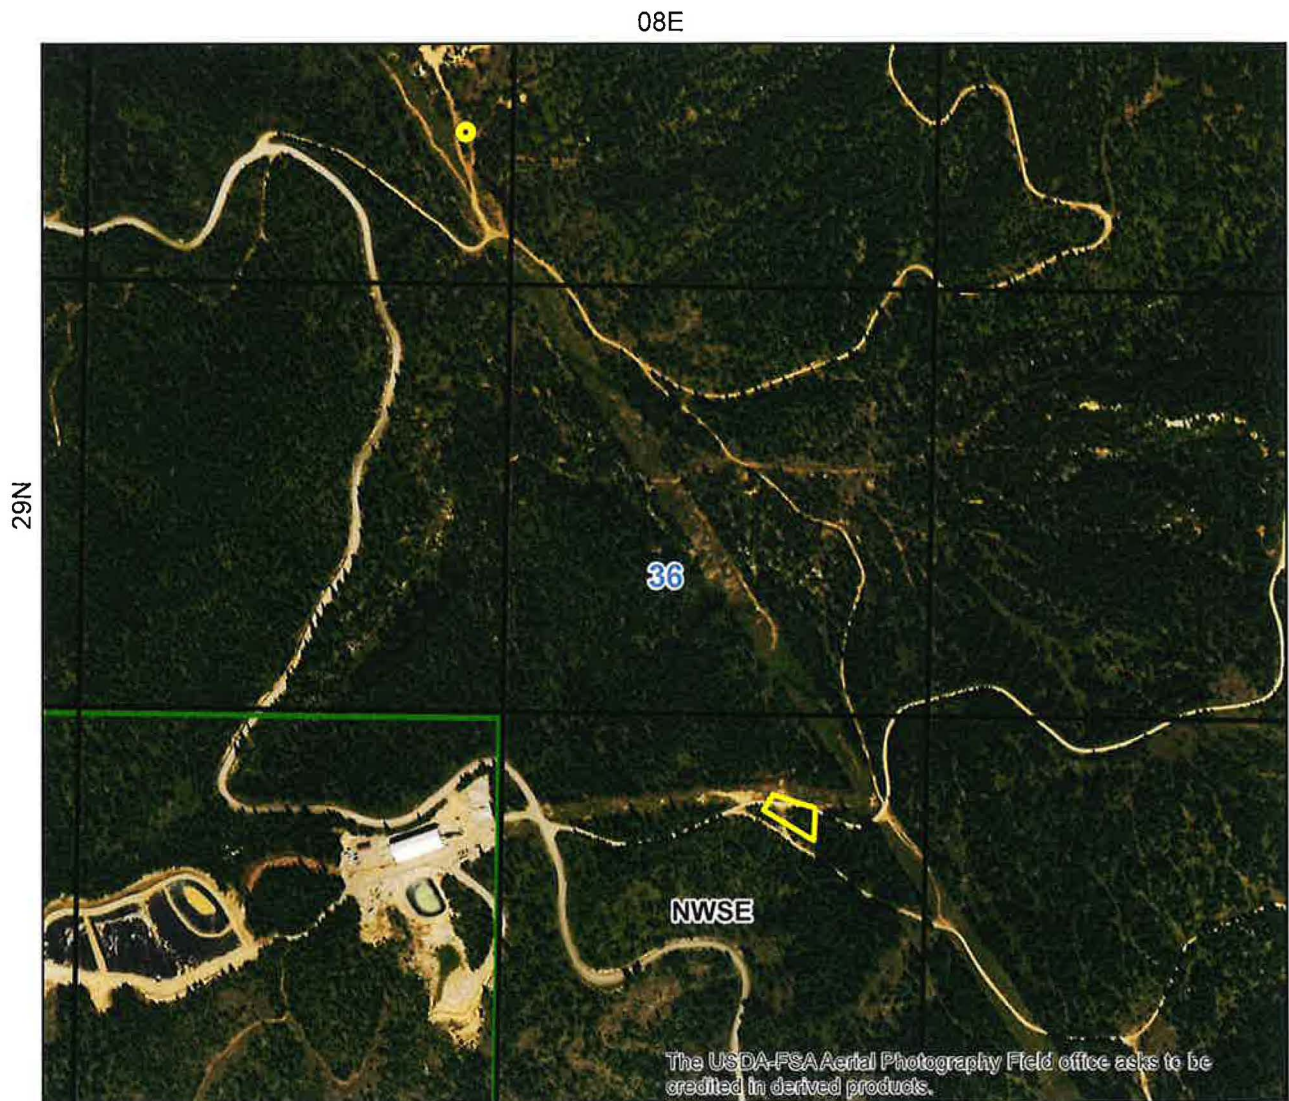 08E
29N
36
NWSE
The USDA-FSA Aerial Photography Field office asks to be
credited in derived products.